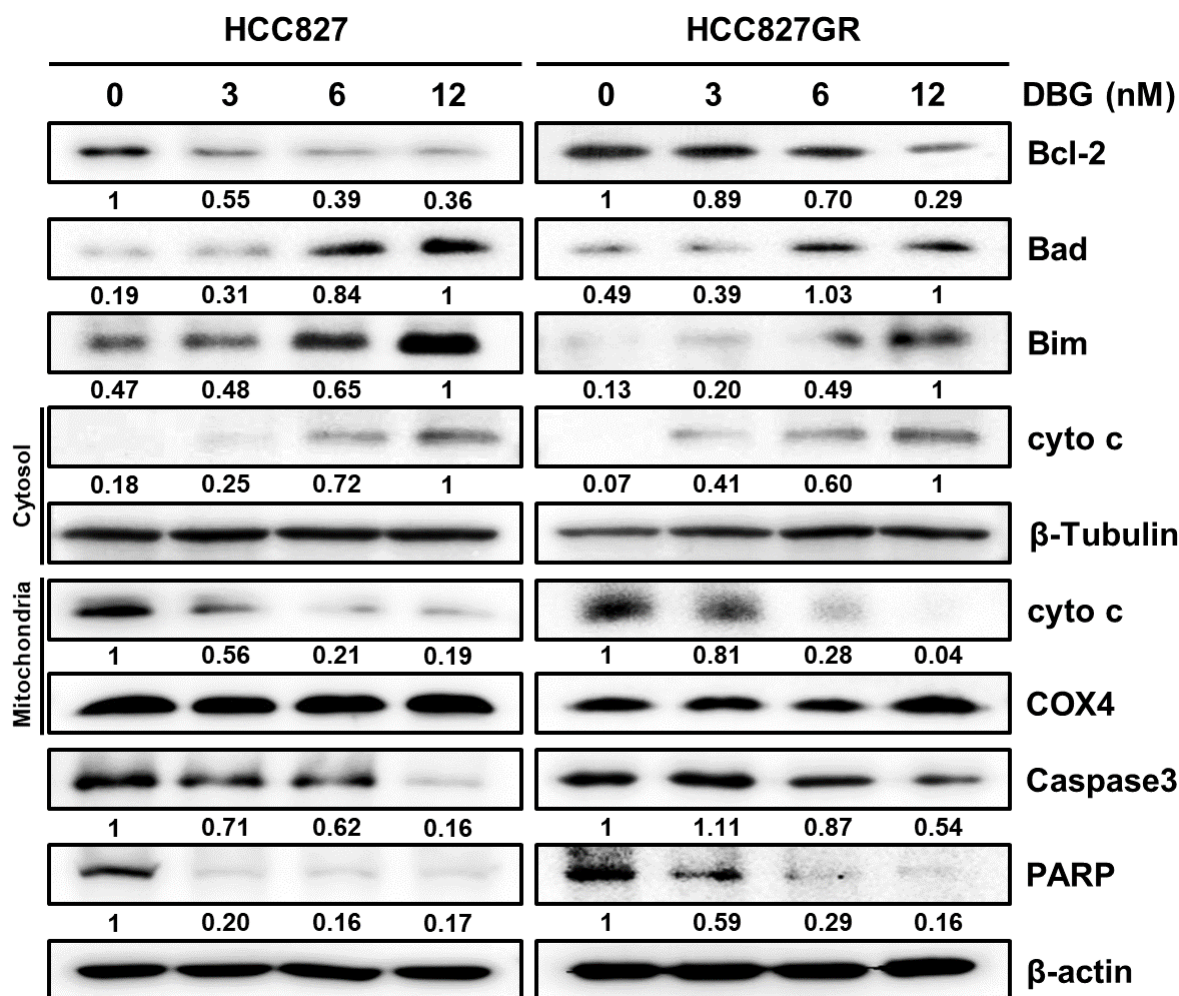 HCC827 HCC827GR
0 3 6 12 0 3 6 12 DBG (nM)
Bcl-2
1 0.55 0.39 0.36 1 0.89 0.70 0.29
Bad
0.19 0.31 0.84 1 0.49 0.39 1.03 1
Bim
0.47 0.48 0.65 1 0.13 0.20 0.49 1
Cytosol
cyto c
0.18 0.25 0.72 1 0.07 0.41 0.60 1
β-Tubulin
Mitochondria
cyto c
1 0.56 0.21 0.19 1 0.81 0.28 0.04
COX4
Caspase3
1 0.71 0.62 0.16 1 1.11 0.87 0.54
PARP
1 0.20 0.16 0.17 1 0.59 0.29 0.16
β-actin